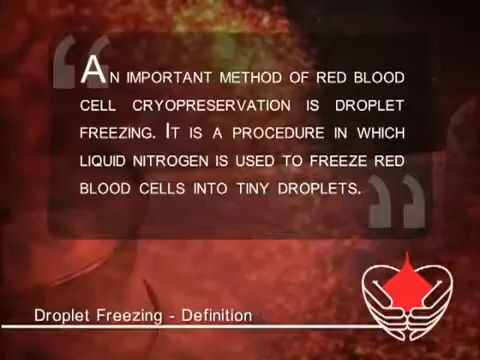 AN IMPORTANT METHOD OF RED BLOOD
CELL CRYOPRESERVATION IS DROPLET
FREEZING. IT IS A PROCEDURE IN WHICH
LIQUID NITROGEN IS USED TO FREEZE RED
BLOOD CELLS INTO TINY DROPLETS.
Droplet Freezing - Definition